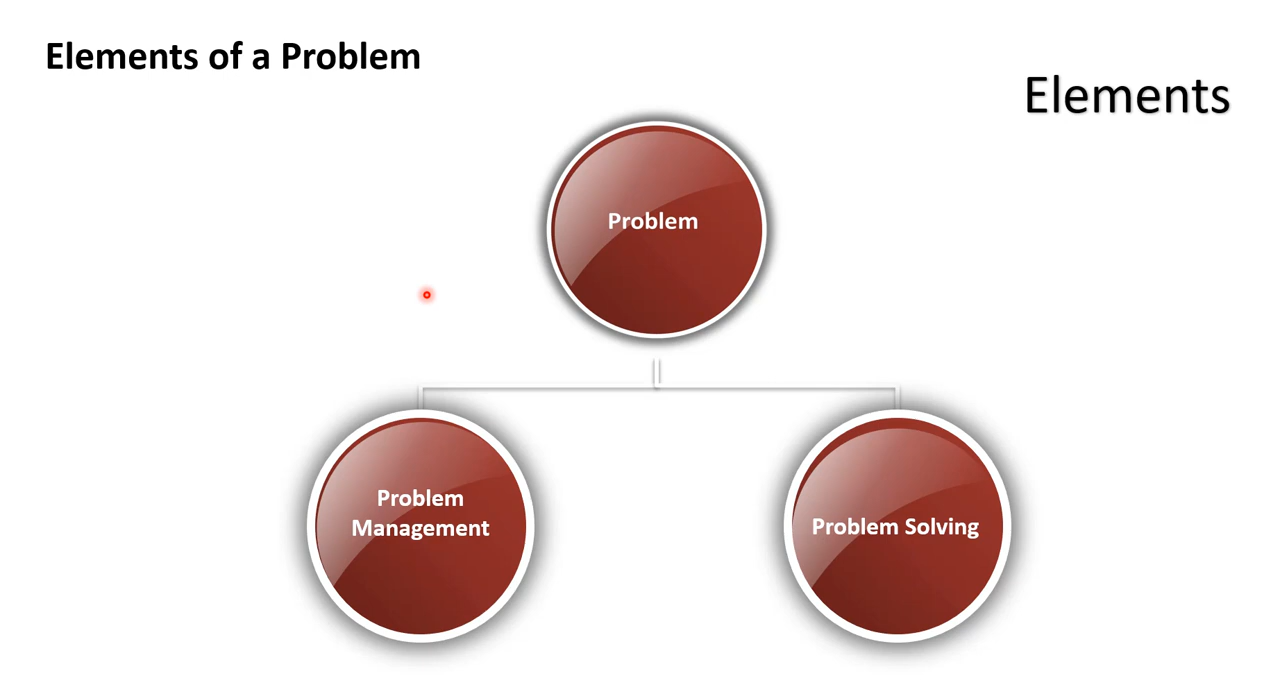 Elements of a Problem
Elements
Problem
Problem
Management
Problem Solving